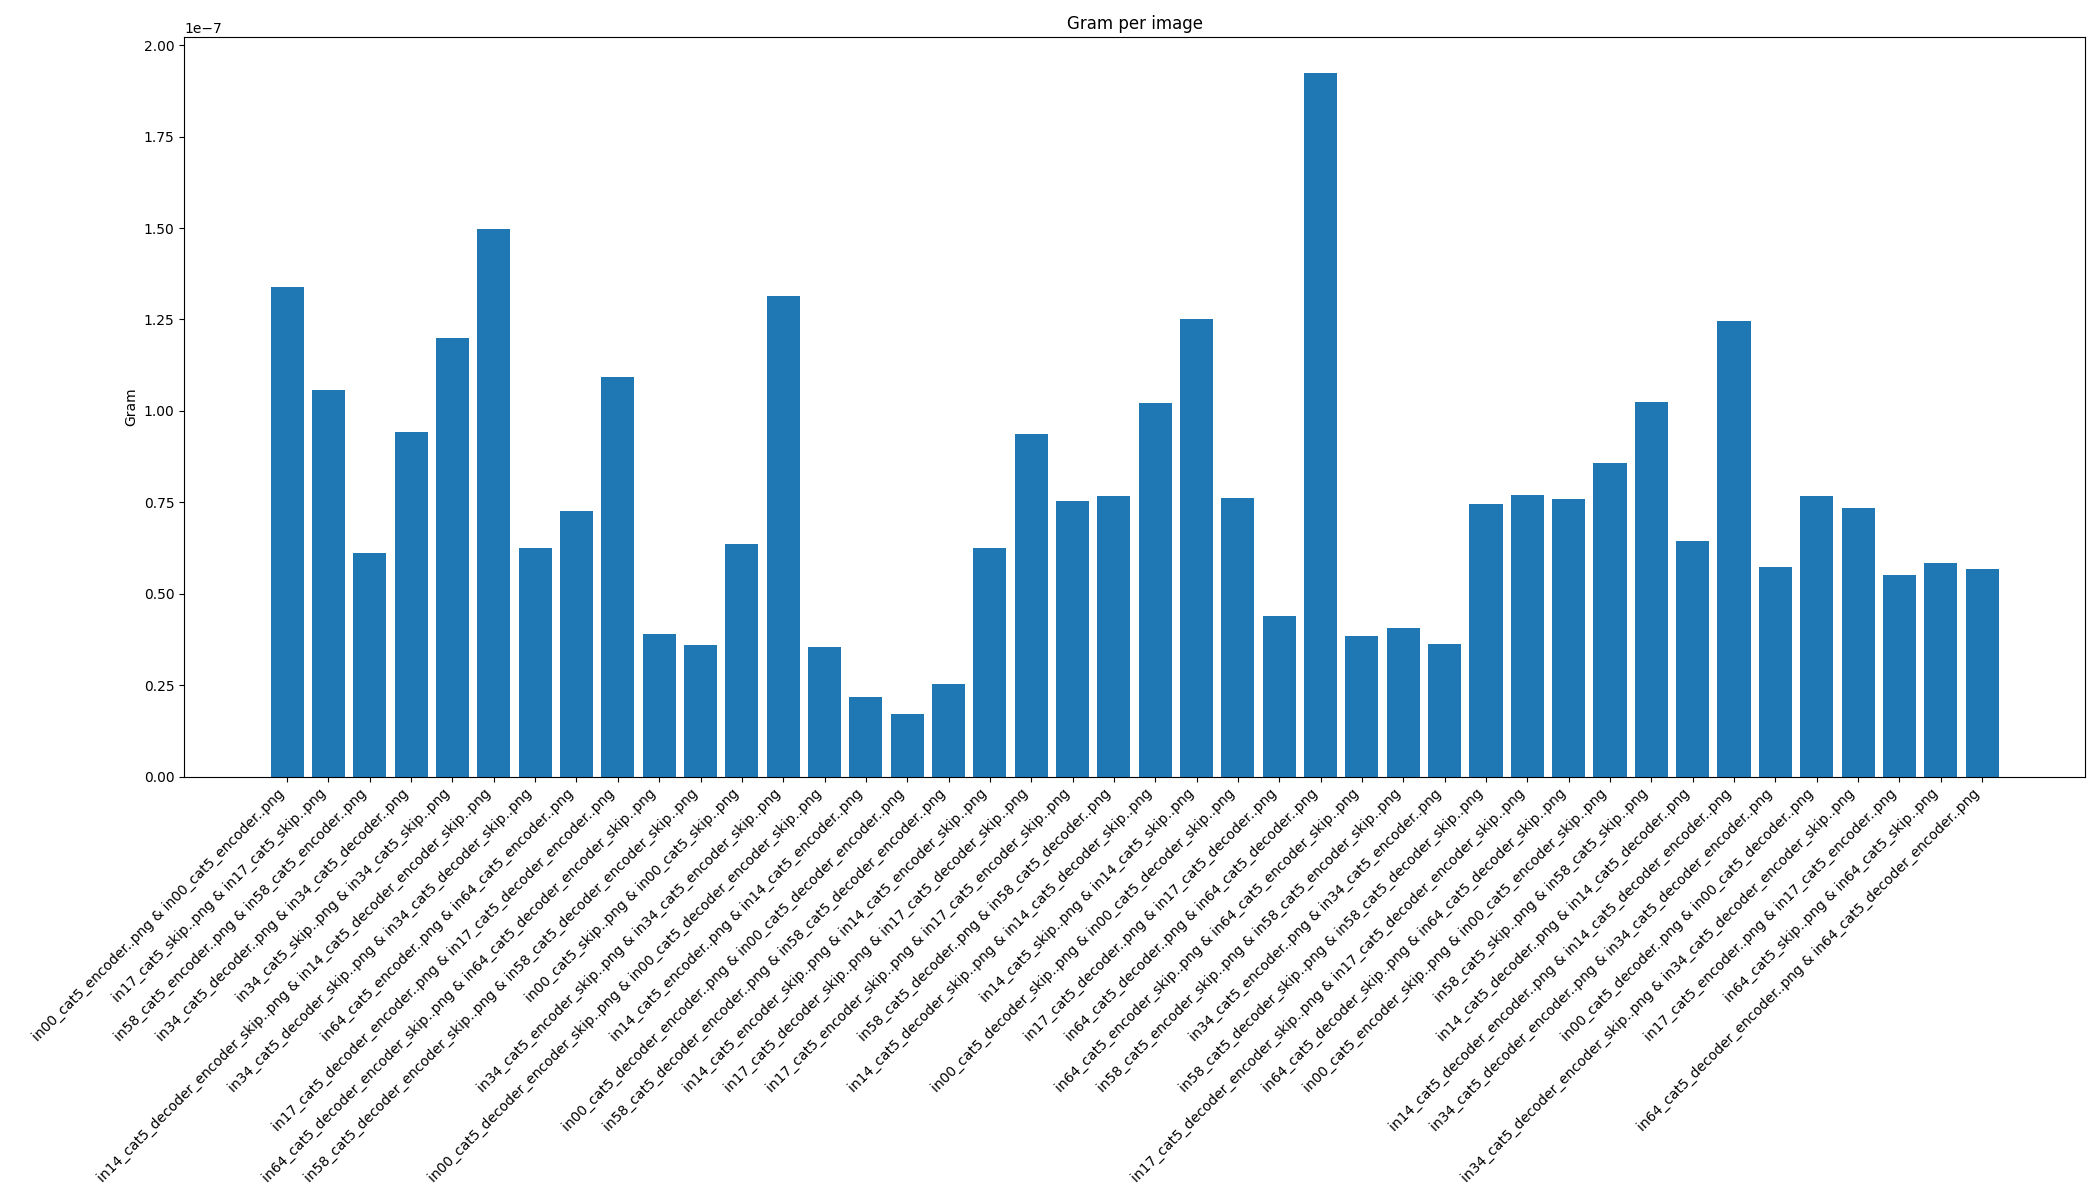 Gram per image
1e−7
2.00
1.75
1.50
1.25
1.00
0.75
0.50
0.25
0.00
Gram
in00_cat5_encoder..png & in00_cat5_encoder..png
in17_cat5_skip..png & in17_cat5_skip..png
in58_cat5_encoder..png & in58_cat5_encoder..png
in34_cat5_decoder..png & in34_cat5_decoder..png
in34_cat5_skip..png & in34_cat5_skip..png
in14_cat5_decoder_encoder_skip..png & in14_cat5_decoder_encoder_skip..png
in34_cat5_decoder_skip..png & in34_cat5_decoder_skip..png
in64_cat5_encoder..png & in64_cat5_encoder..png
in17_cat5_decoder_encoder..png & in17_cat5_decoder_encoder..png
in64_cat5_decoder_encoder_skip..png & in64_cat5_decoder_encoder_skip..png
in58_cat5_decoder_encoder_skip..png & in58_cat5_decoder_encoder_skip..png
in00_cat5_skip..png & in00_cat5_skip..png
in34_cat5_encoder_skip..png & in34_cat5_encoder_skip..png
in00_cat5_decoder_encoder_skip..png & in00_cat5_decoder_encoder_skip..png
in14_cat5_encoder..png & in14_cat5_encoder..png
in00_cat5_decoder_encoder..png & in00_cat5_decoder_encoder..png
in58_cat5_decoder_encoder..png & in58_cat5_decoder_encoder..png
in14_cat5_encoder_skip..png & in14_cat5_encoder_skip..png
in17_cat5_decoder_skip..png & in17_cat5_decoder_skip..png
in17_cat5_encoder_skip..png & in17_cat5_encoder_skip..png
in58_cat5_decoder..png & in58_cat5_decoder..png
in14_cat5_decoder_skip..png & in14_cat5_decoder_skip..png
in14_cat5_skip..png & in14_cat5_skip..png
in00_cat5_decoder_skip..png & in00_cat5_decoder_skip..png
in17_cat5_decoder..png & in17_cat5_decoder..png
in64_cat5_decoder..png & in64_cat5_decoder..png
in64_cat5_encoder_skip..png & in64_cat5_encoder_skip..png
in58_cat5_encoder_skip..png & in58_cat5_encoder_skip..png
in34_cat5_encoder..png & in34_cat5_encoder..png
in58_cat5_decoder_skip..png & in58_cat5_decoder_skip..png
in17_cat5_decoder_encoder_skip..png & in17_cat5_decoder_encoder_skip..png
in64_cat5_decoder_skip..png & in64_cat5_decoder_skip..png
in00_cat5_encoder_skip..png & in00_cat5_encoder_skip..png
in58_cat5_skip..png & in58_cat5_skip..png
in14_cat5_decoder..png & in14_cat5_decoder..png
in14_cat5_decoder_encoder..png & in14_cat5_decoder_encoder..png
in34_cat5_decoder_encoder..png & in34_cat5_decoder_encoder..png
in00_cat5_decoder..png & in00_cat5_decoder..png
in34_cat5_decoder_encoder_skip..png & in34_cat5_decoder_encoder_skip..png
in17_cat5_encoder..png & in17_cat5_encoder..png
in64_cat5_skip..png & in64_cat5_skip..png
in64_cat5_decoder_encoder..png & in64_cat5_decoder_encoder..png